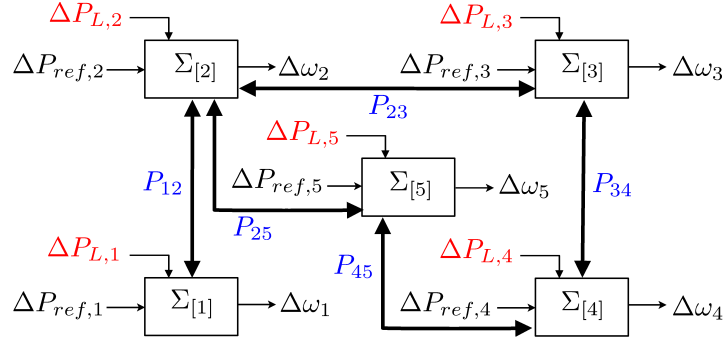 ΔP_{L,2}
ΔP_{L,3}
ΔP_{ref,2} Σ_{[2]} Δω_2
ΔP_{ref,3} Σ_{[3]} Δω_3
P_{23}
ΔP_{L,5}
P_{12}
ΔP_{ref,5} Σ_{[5]} Δω_5
P_{34}
P_{25}
ΔP_{L,1}
P_{45}
ΔP_{L,4}
ΔP_{ref,1} Σ_{[1]} Δω_1
ΔP_{ref,4} Σ_{[4]} Δω_4